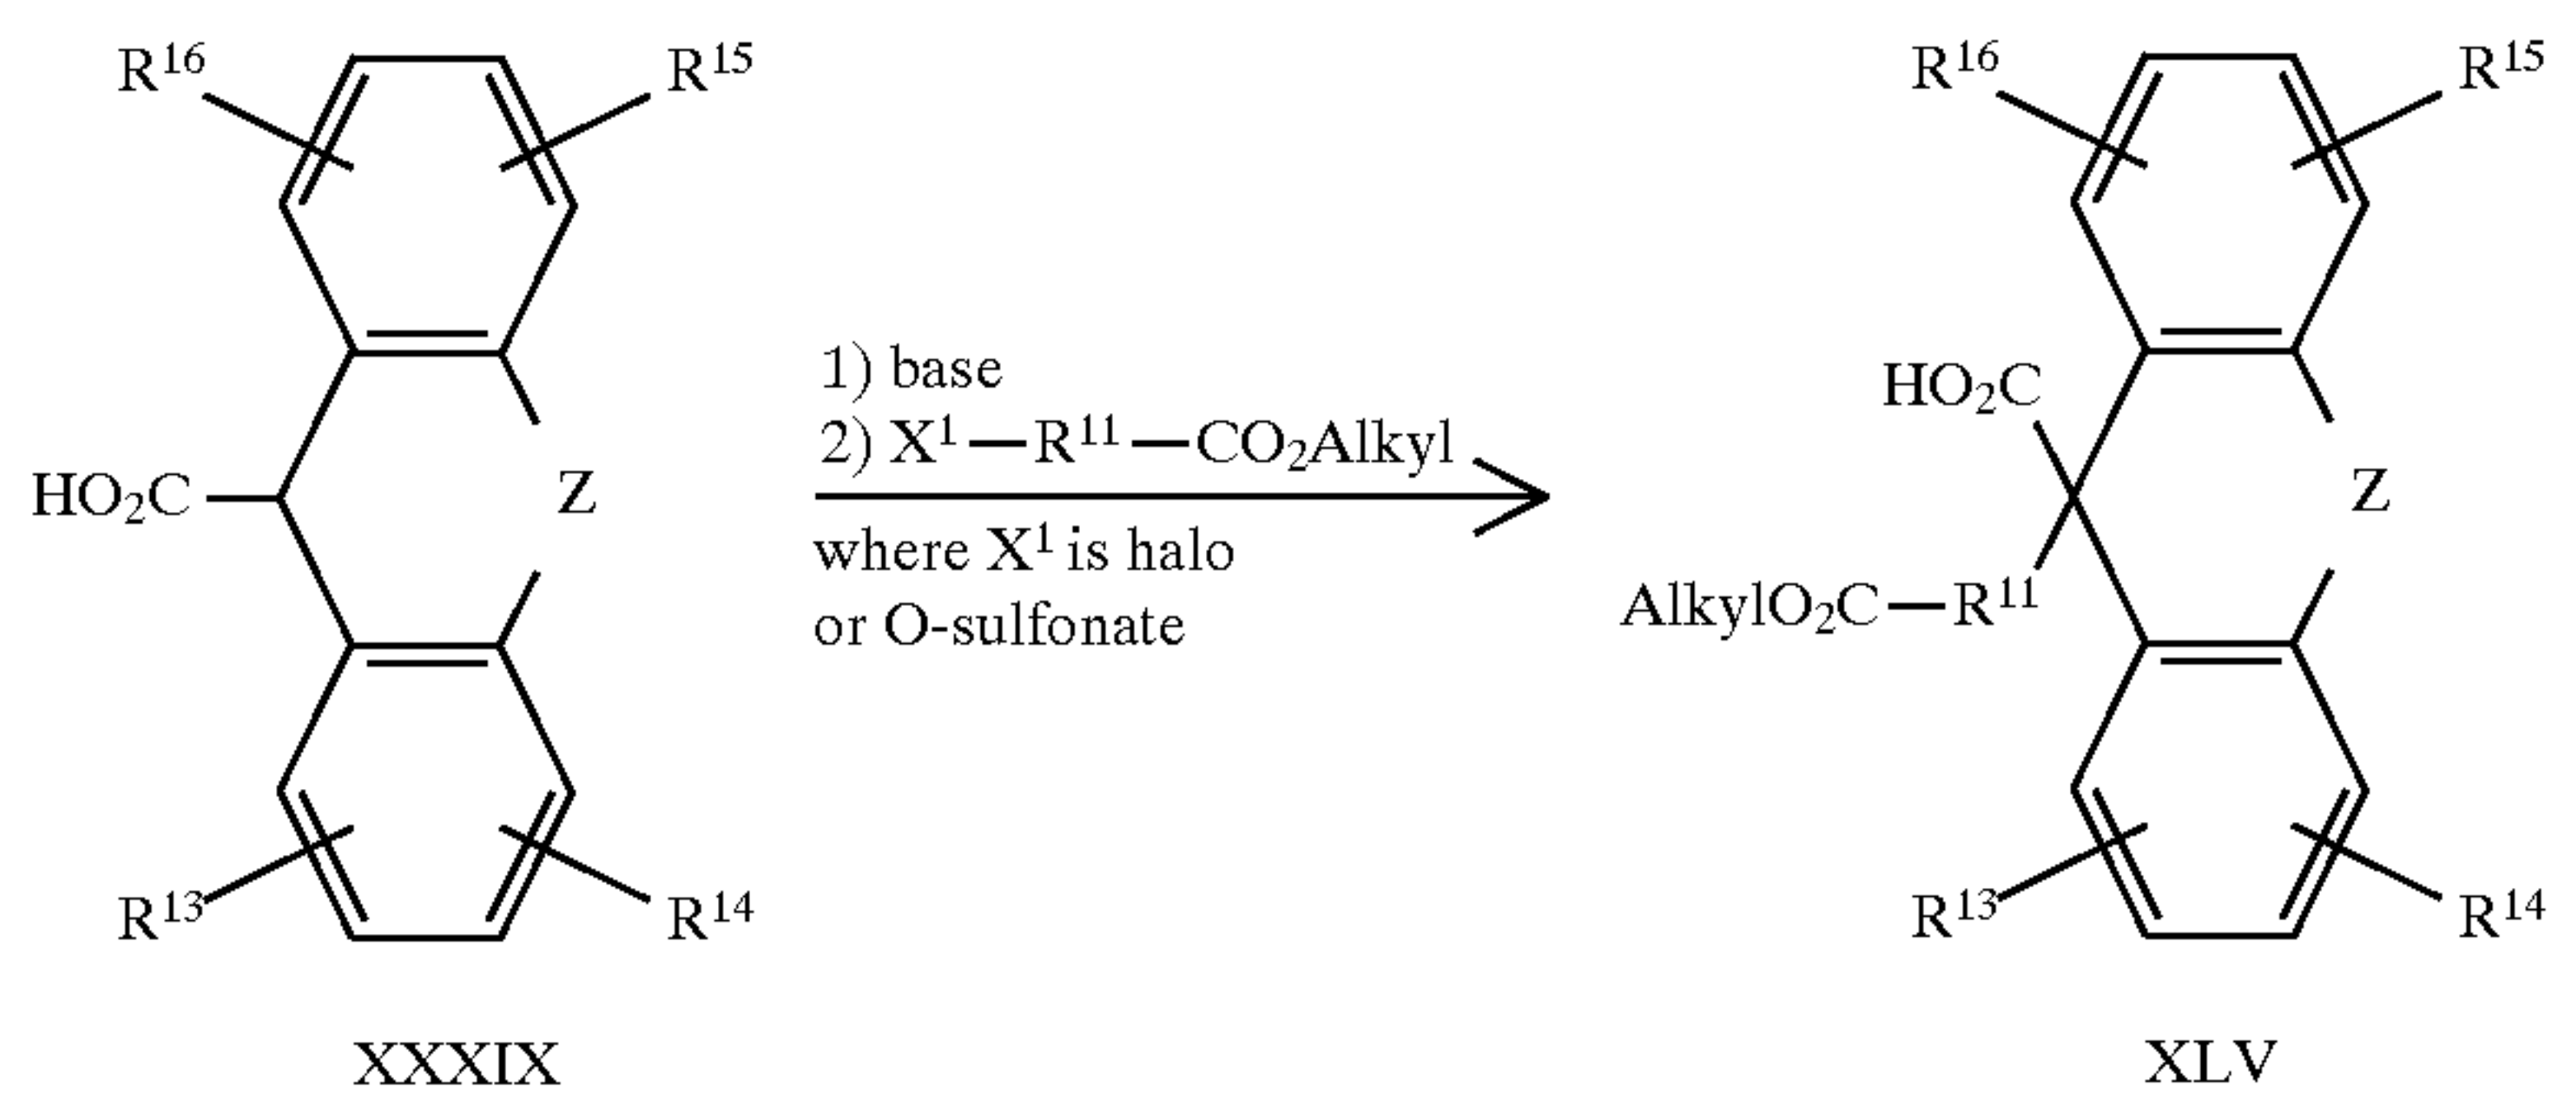 R¹⁶ R¹⁵
HO₂C Z
R¹³ R¹⁴
XXXIX
1) base
2) X¹—R¹¹—CO₂Alkyl
where X¹ is halo
or O-sulfonate
R¹⁶ R¹⁵
HO₂C
Z
AlkylO₂C—R¹¹
R¹³ R¹⁴
XLV